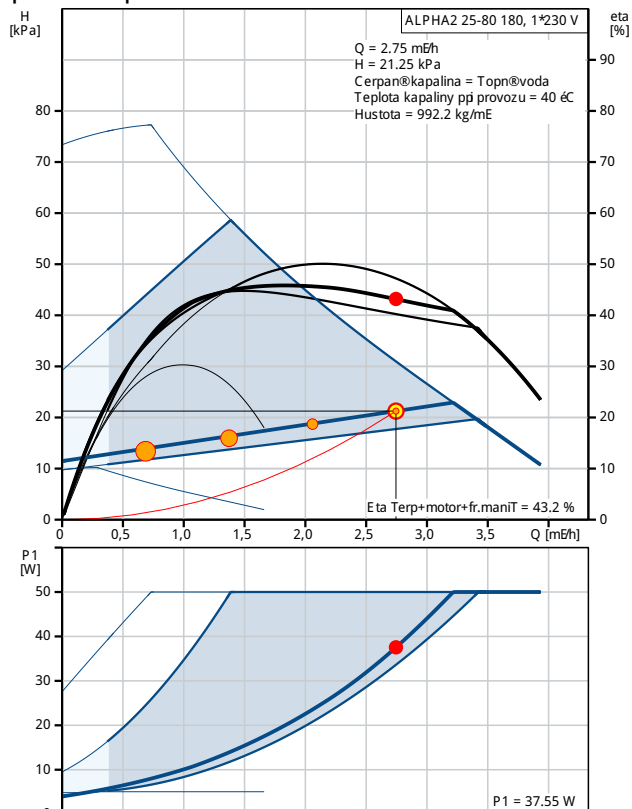 H
[kPa]
ALPHA2 25-80 180, 1*230 V
eta
[%]
Q = 2.75 mE/h
H = 21.25 kPa
Cerpan®kapalina = Topn®voda
Teplota kapaliny ppi provozu = 40 éC
Hustota = 992.2 kg/mE
90
80
80
70
70
60
60
50
50
40
40
30
30
20
20
10
10
0
0
Eta Terp+motor+fr.maniT = 43.2 %
0
0,5
1,0
1,5
2,0
2,5
3,0
3,5
Q [mE/h]
P1
[W]
50
40
30
20
10
P1 = 37.55 W